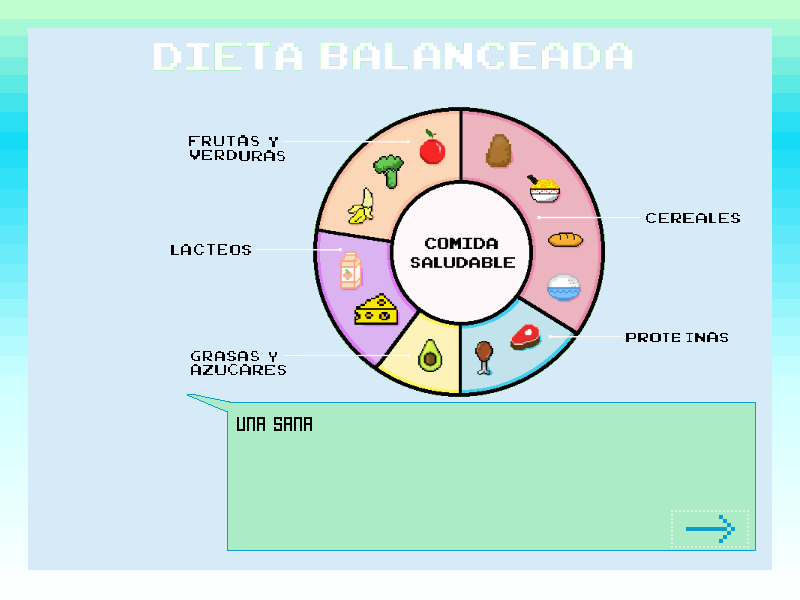 DIETA BALANCEADA
FRUTAS Y
VERDURAS
CEREALES
LACTEOS
COMIDA
SALUDABLE
PROTEINAS
GRASAS Y
AZUCARES
UNA SANA